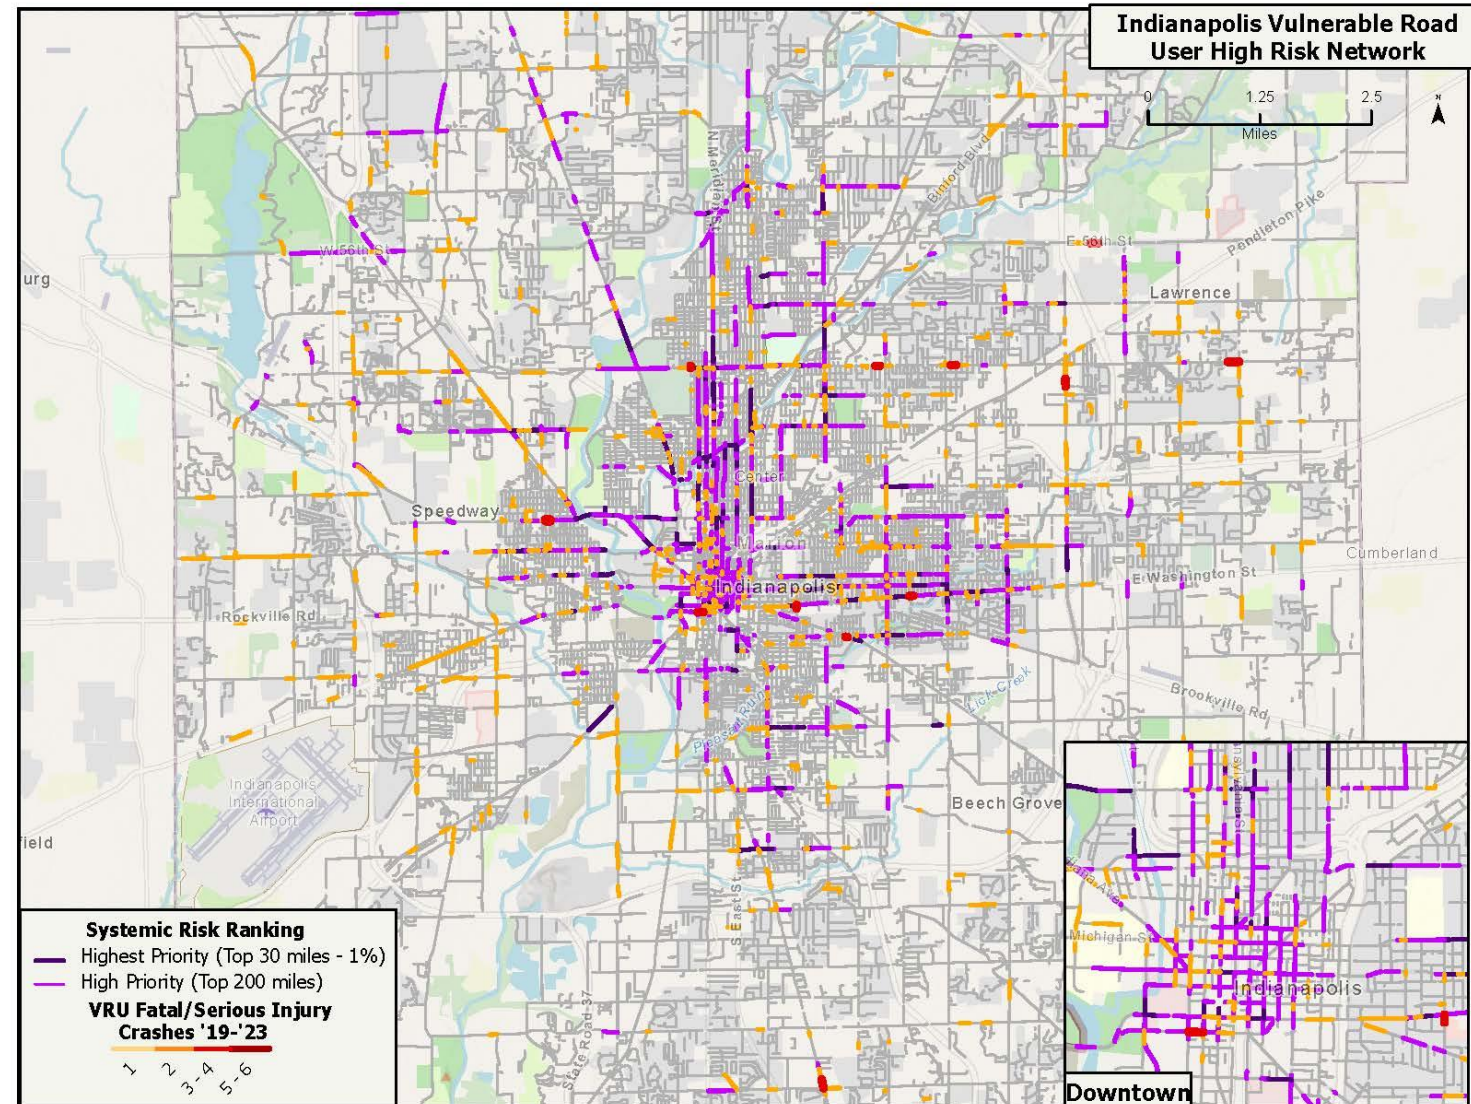 Indianapolis Vulnerable Road
User High Risk Network
0 1.25 2.5
Miles
N
N Meridian St
Binford Blvd
Pendleton Pike
W 56th St
E 56th St
urg
Lawrence
Center
Speedway
Marion
Cumberland
Indianapolis
E Washington St
Rockville Rd
Lick Creek
Brookville Rd
Pleasant Run
Indianapolis
International
Airport
Beech Grove
field
S East St
State Road 37
Systemic Risk Ranking
Highest Priority (Top 30 miles - 1%)
High Priority (Top 200 miles)
VRU Fatal/Serious Injury
Crashes '19-'23
1
2
3 - 4
5 - 6
Indiana Ave
Michigan St
Indianapolis
Downtown